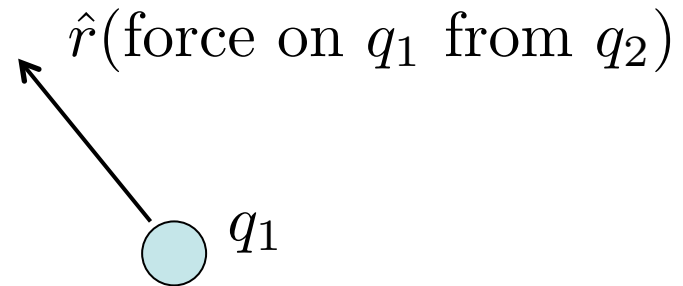 r̂(force on q₁ from q₂)
q₁